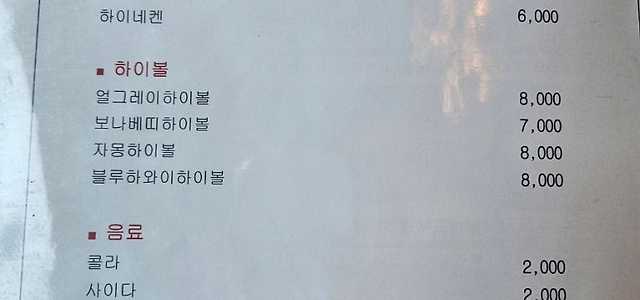 하이네켄 6,000
■ 하이볼
얼그레이하이볼 8,000
보나베띠하이볼 7,000
자몽하이볼 8,000
블루하와이하이볼 8,000
■ 음료
콜라 2,000
사이다 2,000